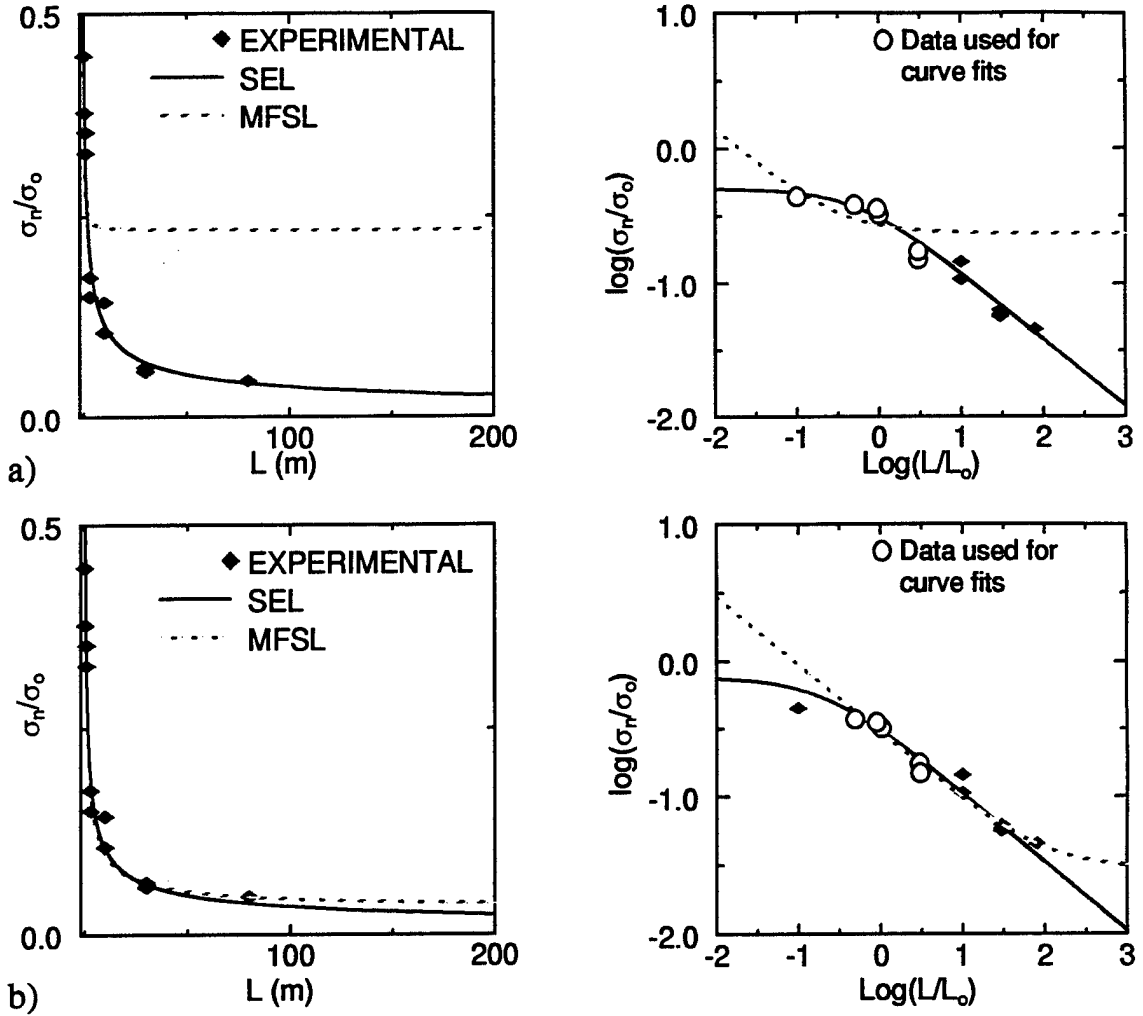 0.5
◆ EXPERIMENTAL
SEL
MFSL
σn/σo
0.0
100
200
L (m)
a)
1.0
Data used for
curve fits
0.0
log(σn/σo)
-1.0
-2.0
-2 -1 0 1 2 3
Log(L/Lo)
0.5
◆ EXPERIMENTAL
SEL
MFSL
σn/σo
0.0
100
200
L (m)
b)
1.0
Data used for
curve fits
0.0
log(σn/σo)
-1.0
-2.0
-2 -1 0 1 2 3
Log(L/Lo)